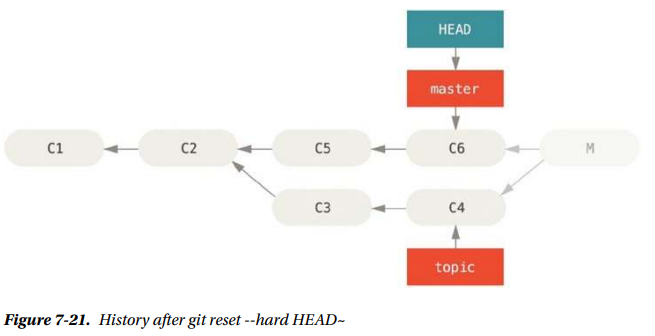 HEAD
master
C1
C2
C5
C6
M
C3
C4
topic
Figure 7-21. History after git reset --hard HEAD~